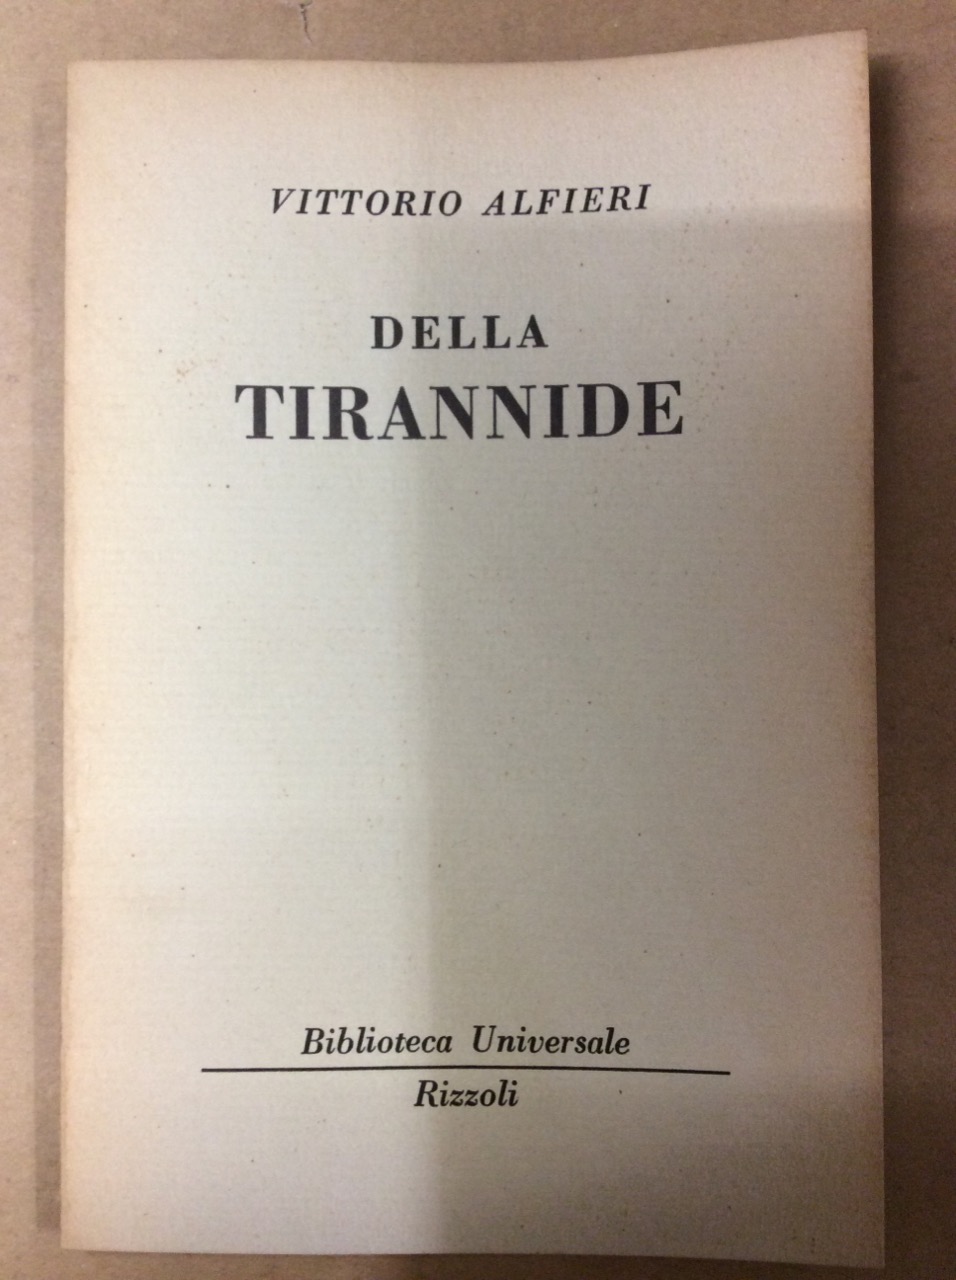 VITTORIO ALFIERI
DELLA
TIRANNIDE
Biblioteca Universale
Rizzoli